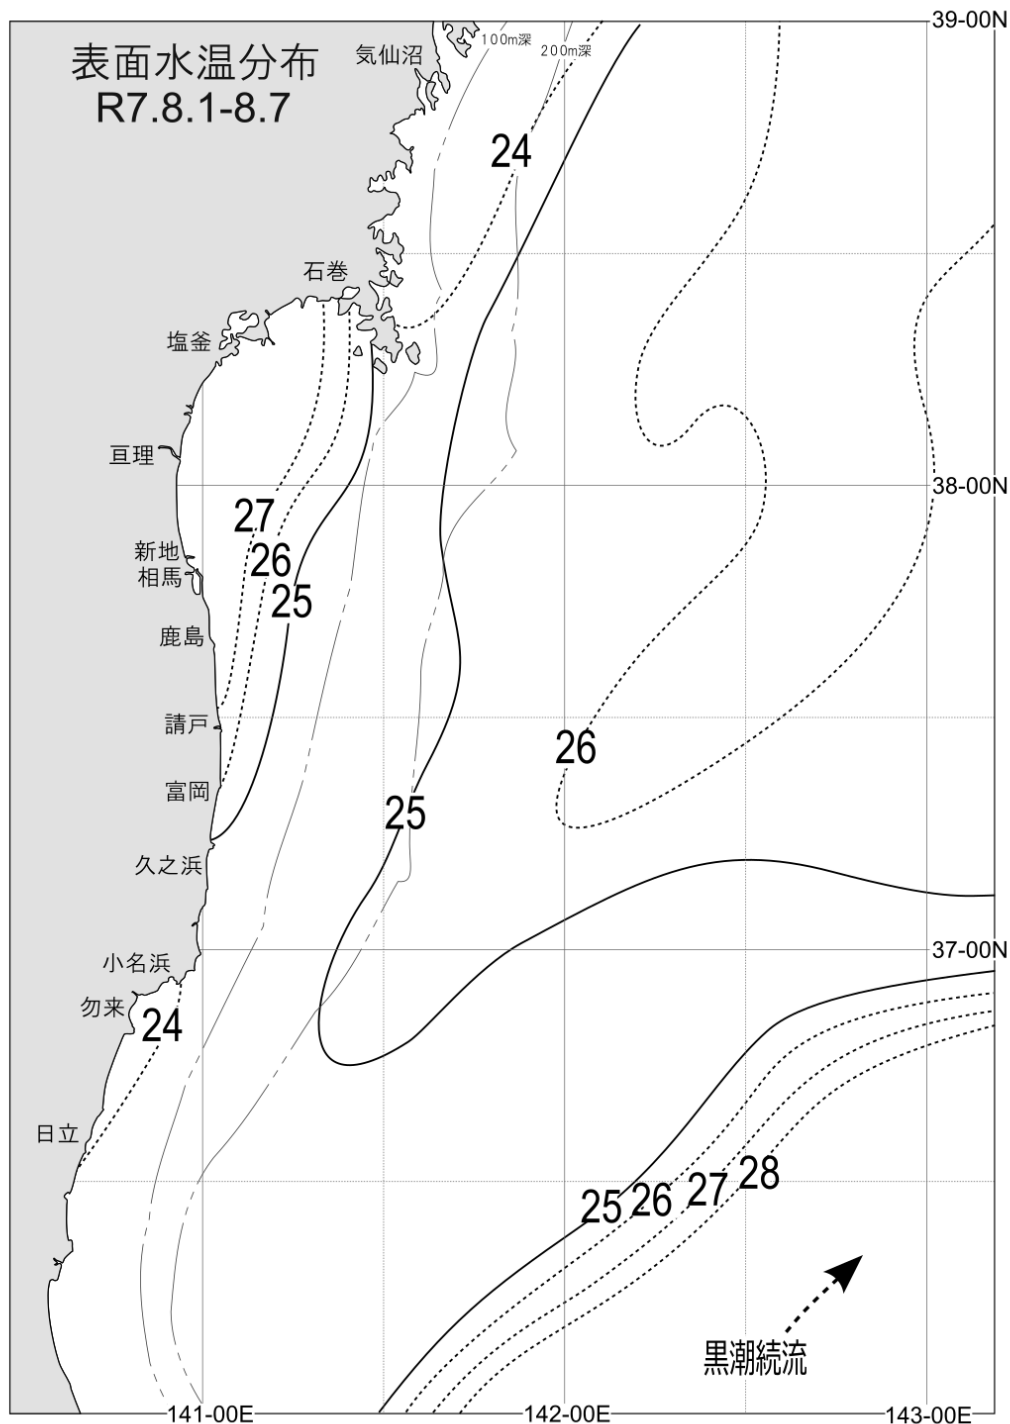 39-00N
表面水温分布
R7.8.1-8.7
気仙沼
100m深
200m深
24
石巻
塩釜
亘理
38-00N
27
26
25
新地
相馬
鹿島
請戸
富岡
久之浜
26
25
37-00N
小名浜
勿来
24
日立
25
26
27
28
黒潮続流
141-00E
142-00E
143-00E